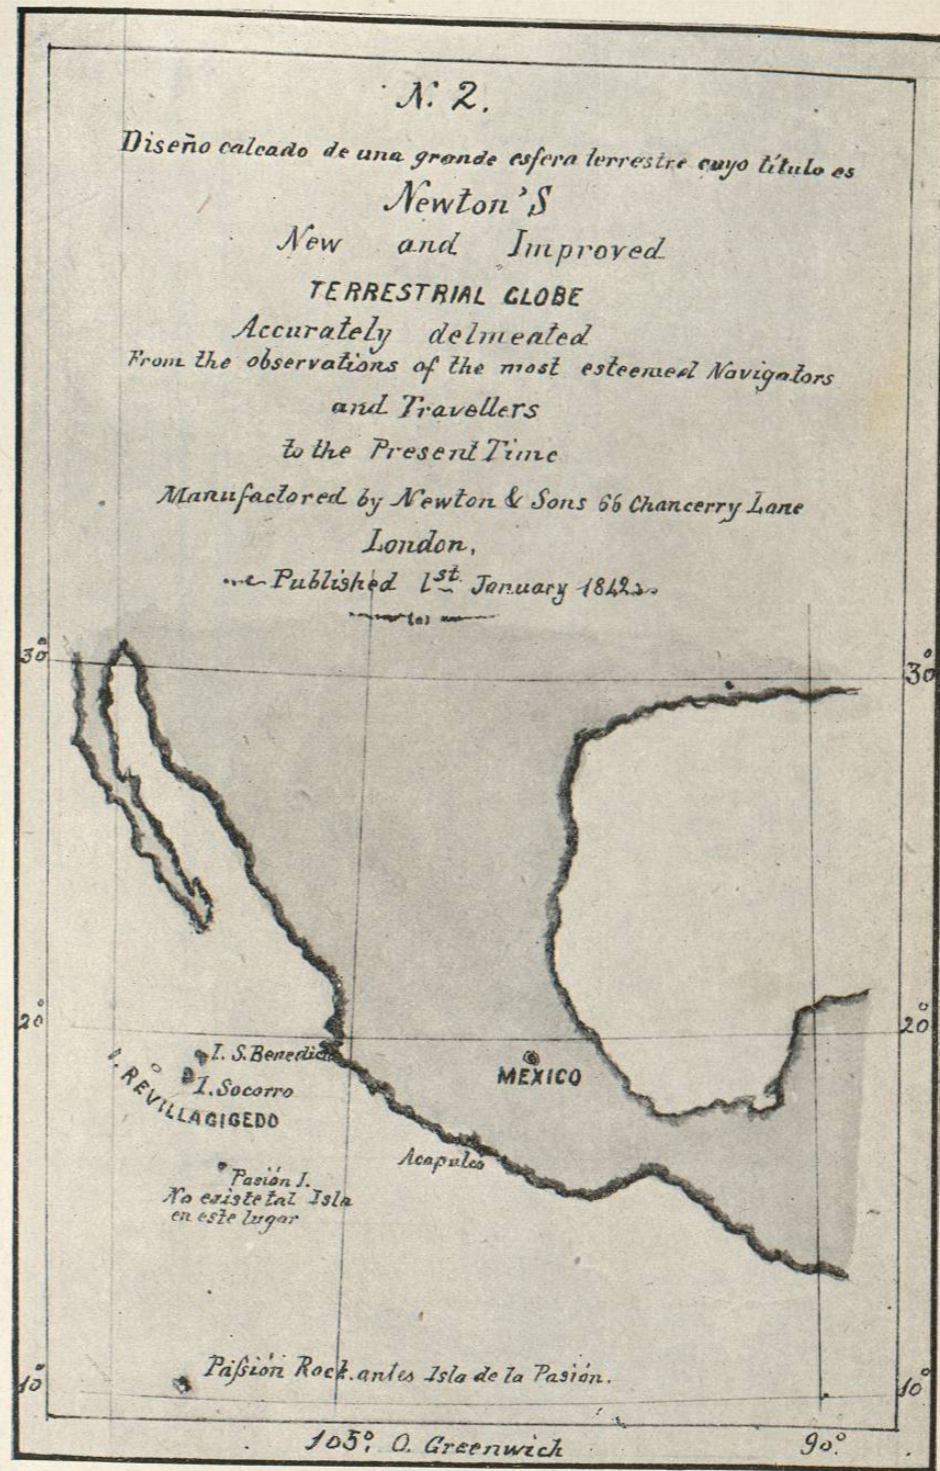 N. 2.
Diseño calcado de una grande esfera terrestre cuyo título es
Newton'S
New and Improved
TERRESTRIAL GLOBE
Accurately delineated
From the observations of the most esteemed Navigators
and Travellers
to the Present Time
Manufactored by Newton & Sons 66 Chancerry Lane
London,
Published 1st January 1842
30° 30°
20° 20°
I. S. Benedicto
I. Socorro
I. REVILLAGIGEDO
MÉXICO
Acapulco
Pasión I.
No existe tal Isla
en este lugar
Paſsión Rock. antes Isla de la Pasión.
10° 10°
105° O. Greenwich 90°